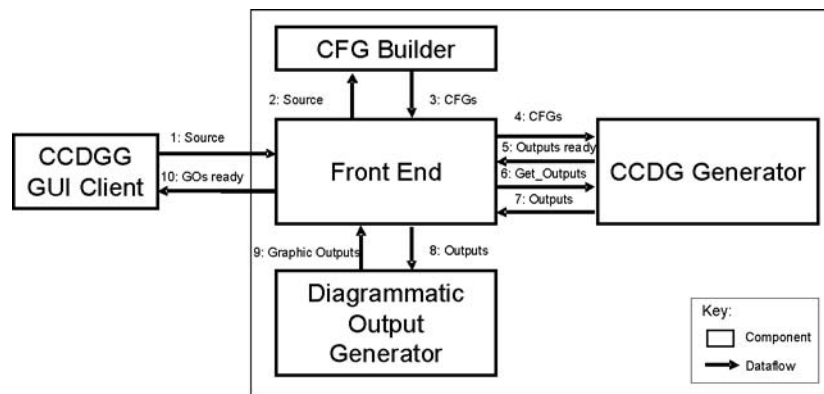 CFG Builder
2: Source
3: CFGs
4: CFGs
1: Source
5: Outputs ready
CCDGG
GUI Client
Front End
CCDG Generator
10: GOs ready
6: Get_Outputs
7: Outputs
9: Graphic Outputs
8: Outputs
Diagrammatic
Output
Generator
Key:
Component
Dataflow